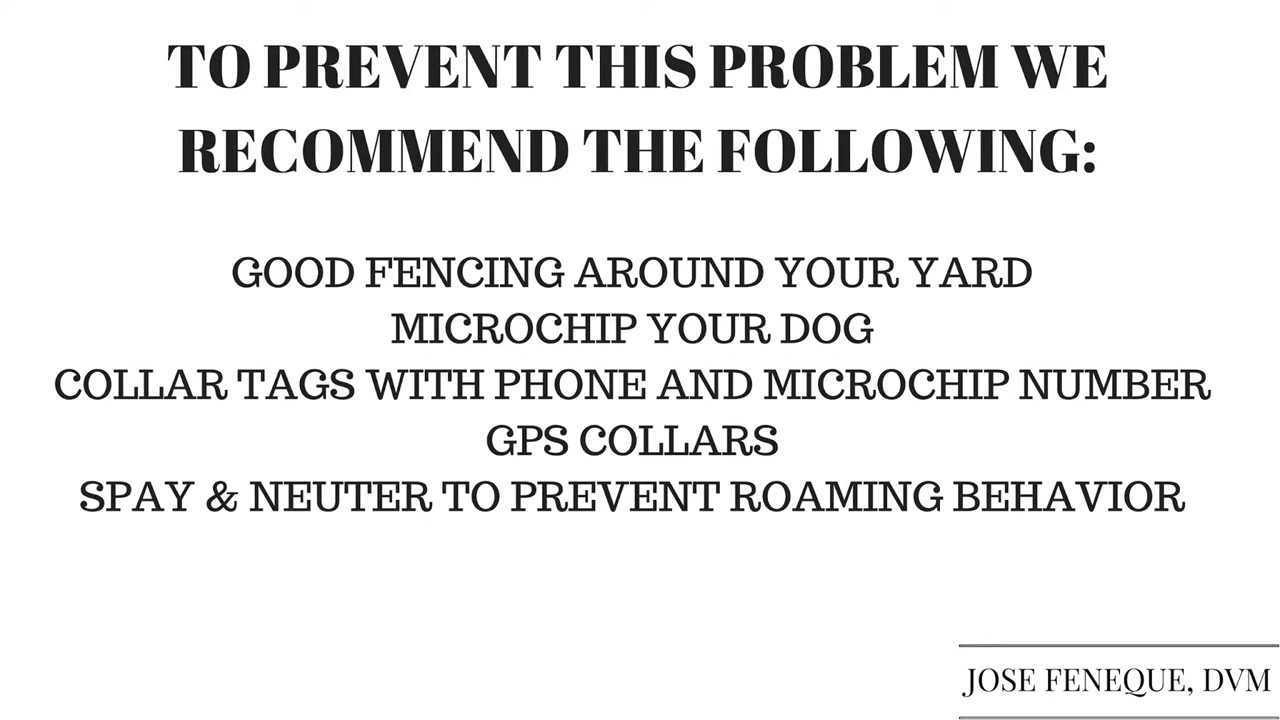 TO PREVENT THIS PROBLEM WE
RECOMMEND THE FOLLOWING:
GOOD FENCING AROUND YOUR YARD
MICROCHIP YOUR DOG
COLLAR TAGS WITH PHONE AND MICROCHIP NUMBER
GPS COLLARS
SPAY & NEUTER TO PREVENT ROAMING BEHAVIOR
JOSE FENEQUE, DVM